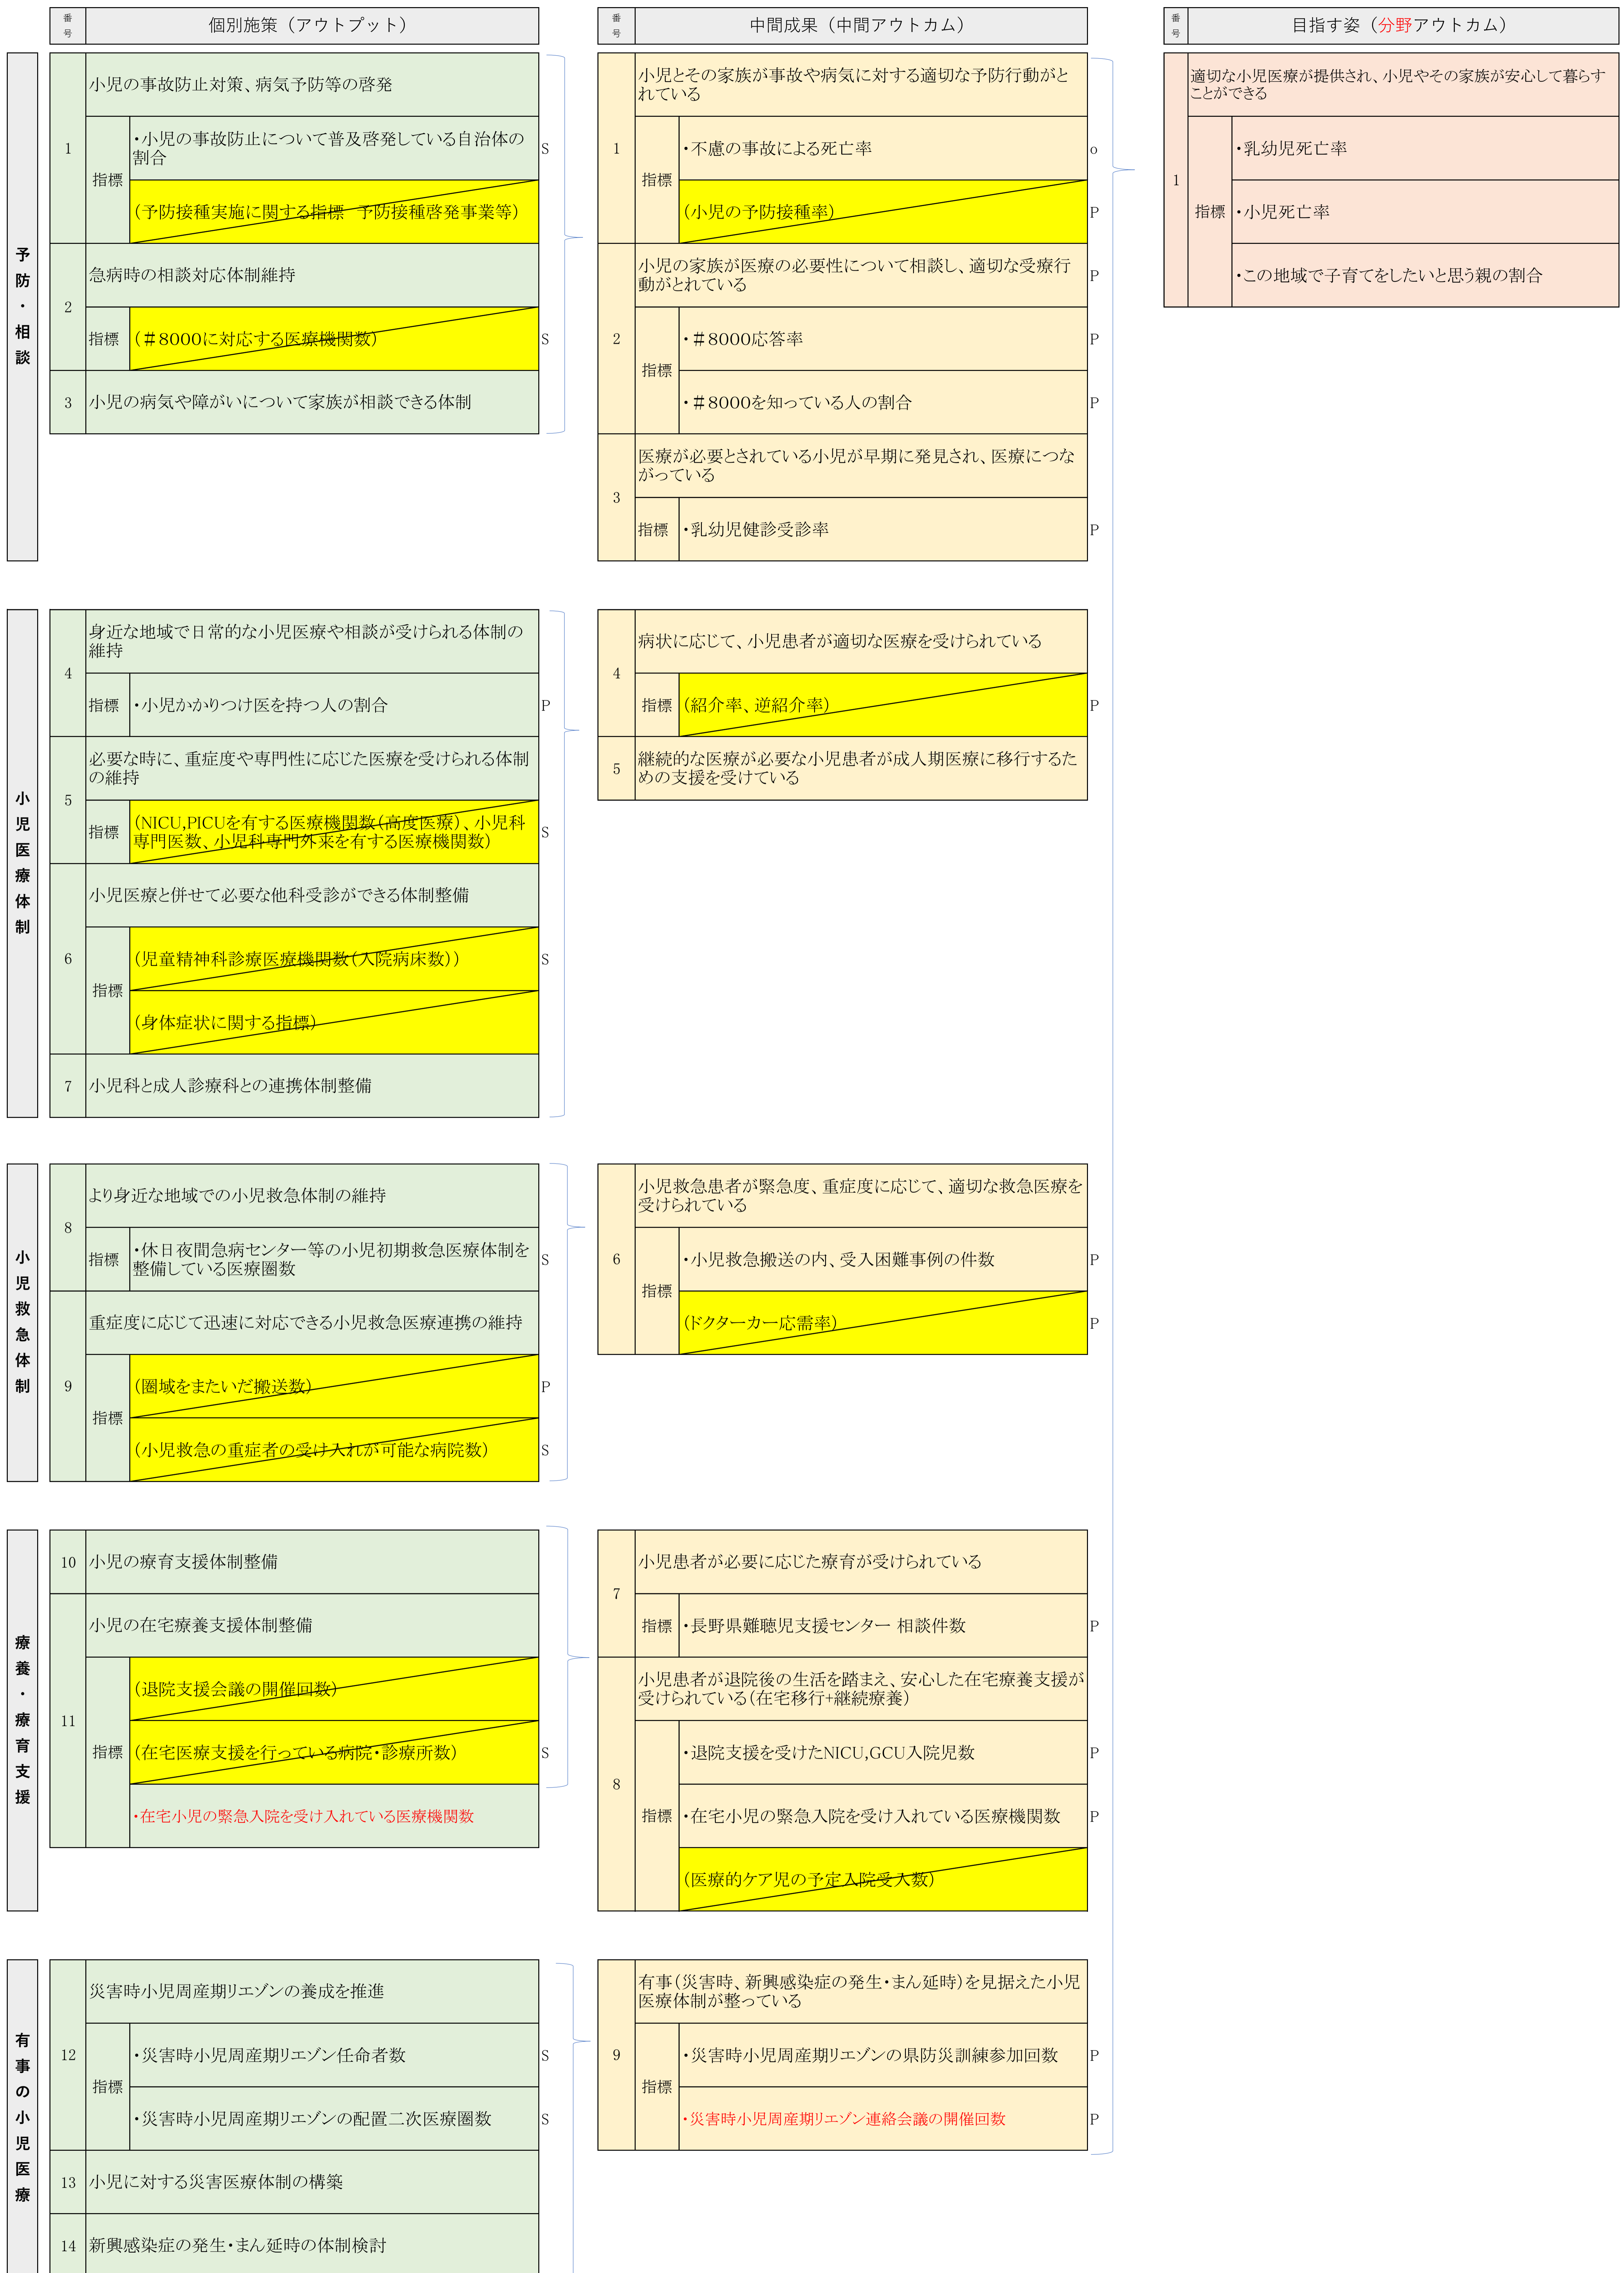 番号
個別施策（アウトプット）
番号
中間成果（中間アウトカム）
番号
目指す姿（分野アウトカム）
予防・相談
1
小児の事故防止対策、病気予防等の啓発
指標
・小児の事故防止について普及啓発している自治体の
割合
S
（予防接種実施に関する指標　予防接種啓発事業等）
2
急病時の相談対応体制維持
指標
（＃8000に対応する医療機関数）
S
3
小児の病気や障がいについて家族が相談できる体制
1
小児とその家族が事故や病気に対する適切な予防行動がと
れている
指標
・不慮の事故による死亡率
o
（小児の予防接種率）
P
2
小児の家族が医療の必要性について相談し、適切な受療行
動がとれている
P
指標
・＃8000応答率
P
・＃8000を知っている人の割合
P
3
医療が必要とされている小児が早期に発見され、医療につな
がっている
指標
・乳幼児健診受診率
P
1
適切な小児医療が提供され、小児やその家族が安心して暮らす
ことができる
指標
・乳幼児死亡率
・小児死亡率
・この地域で子育てをしたいと思う親の割合
小児医療体制
4
身近な地域で日常的な小児医療や相談が受けられる体制の
維持
指標
・小児かかりつけ医を持つ人の割合
P
5
必要な時に、重症度や専門性に応じた医療を受けられる体制
の維持
指標
（NICU,PICUを有する医療機関数（高度医療）、小児科
専門医数、小児科専門外来を有する医療機関数）
S
6
小児医療と併せて必要な他科受診ができる体制整備
指標
（児童精神科診療医療機関数（入院病床数））
S
（身体症状に関する指標）
7
小児科と成人診療科との連携体制整備
4
病状に応じて、小児患者が適切な医療を受けられている
指標
（紹介率、逆紹介率）
P
5
継続的な医療が必要な小児患者が成人期医療に移行するた
めの支援を受けている
小児救急体制
8
より身近な地域での小児救急体制の維持
指標
・休日夜間急病センター等の小児初期救急医療体制を
整備している医療圏数
S
9
重症度に応じて迅速に対応できる小児救急医療連携の維持
指標
（圏域をまたいだ搬送数）
P
（小児救急の重症者の受け入れが可能な病院数）
S
6
小児救急患者が緊急度、重症度に応じて、適切な救急医療を
受けられている
指標
・小児救急搬送の内、受入困難事例の件数
P
（ドクターカー応需率）
P
療養・療育支援
10
小児の療育支援体制整備
11
小児の在宅療養支援体制整備
指標
（退院支援会議の開催回数）
（在宅医療支援を行っている病院・診療所数）
S
・在宅小児の緊急入院を受け入れている医療機関数
7
小児患者が必要に応じた療育が受けられている
指標
・長野県難聴児支援センター 相談件数
P
8
小児患者が退院後の生活を踏まえ、安心した在宅療養支援が
受けられている（在宅移行+継続療養）
指標
・退院支援を受けたNICU,GCU入院児数
P
・在宅小児の緊急入院を受け入れている医療機関数
P
（医療的ケア児の予定入院受入数）
有事の小児医療
12
災害時小児周産期リエゾンの養成を推進
指標
・災害時小児周産期リエゾン任命者数
S
・災害時小児周産期リエゾンの配置二次医療圏数
S
13
小児に対する災害医療体制の構築
14
新興感染症の発生・まん延時の体制検討
9
有事（災害時、新興感染症の発生・まん延時）を見据えた小児
医療体制が整っている
指標
・災害時小児周産期リエゾンの県防災訓練参加回数
P
・災害時小児周産期リエゾン連絡会議の開催回数
P